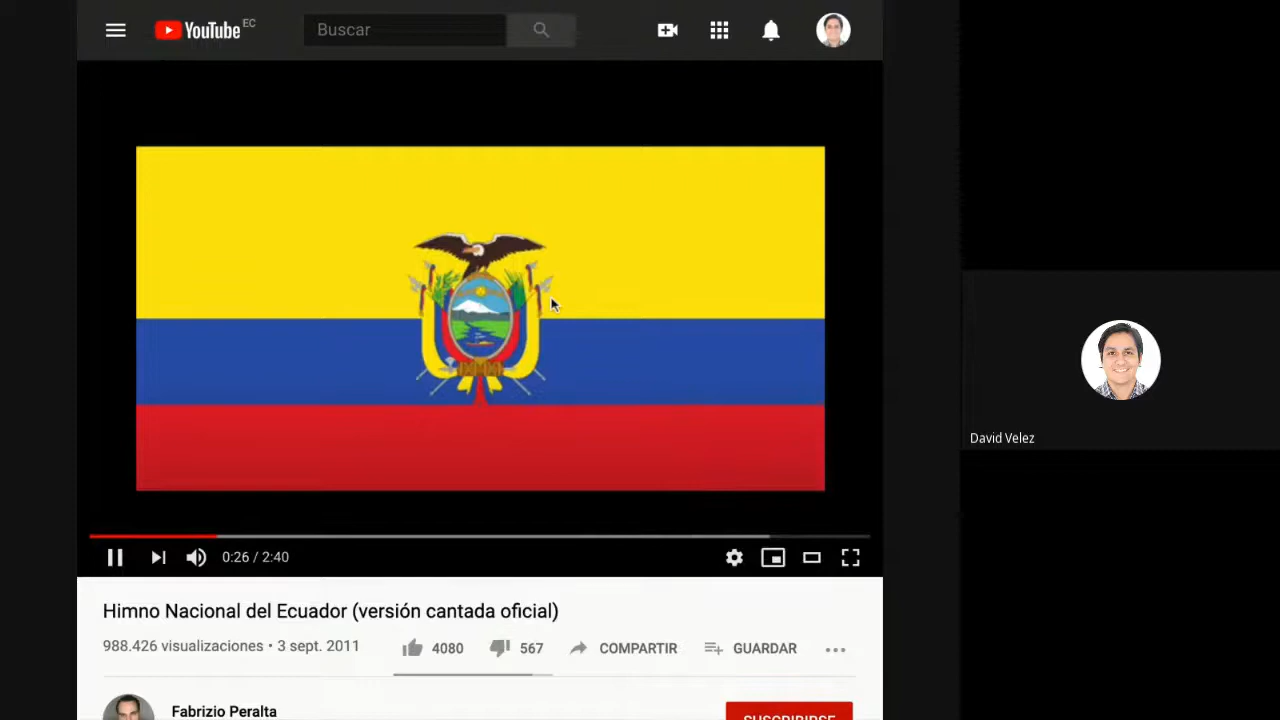 YouTube EC
Buscar
David Velez
0:26 / 2:40
Himno Nacional del Ecuador (versión cantada oficial)
988.426 visualizaciones • 3 sept. 2011
4080
567
COMPARTIR
GUARDAR
Fabrizio Peralta
SUSCRIBIRSE